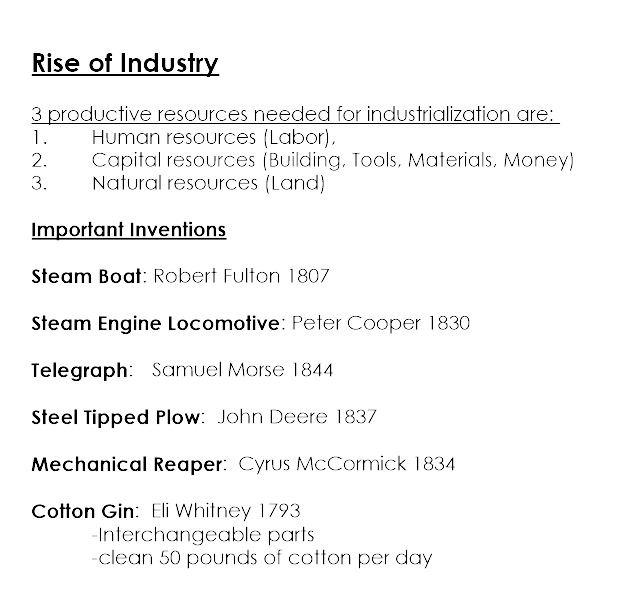 Rise of Industry
3 productive resources needed for industrialization are:
1. Human resources (Labor),
2. Capital resources (Building, Tools, Materials, Money)
3. Natural resources (Land)
Important Inventions
Steam Boat: Robert Fulton 1807
Steam Engine Locomotive: Peter Cooper 1830
Telegraph: Samuel Morse 1844
Steel Tipped Plow: John Deere 1837
Mechanical Reaper: Cyrus McCormick 1834
Cotton Gin: Eli Whitney 1793
-Interchangeable parts
-clean 50 pounds of cotton per day